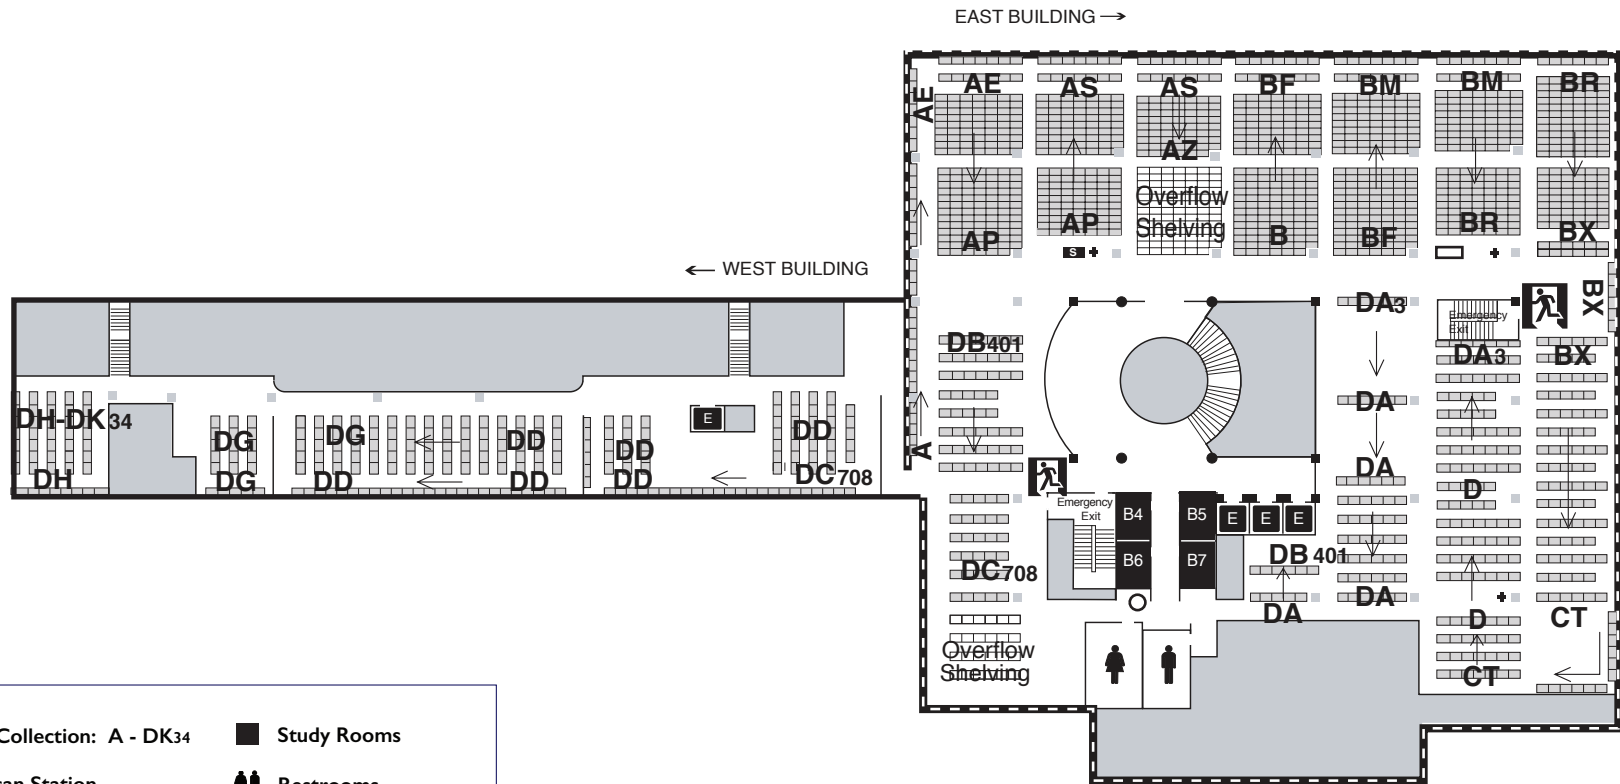 EAST BUILDING →
AE AE AS AS BF BM BM BR
AZ
Overflow
Shelving
AP AP B BF BR BX
S
← WEST BUILDING
BX
DA3
Emergency
Exit
DB401
DA3 BX
DA
DH-DK34
DG DG DD DD E DD
A
DA
DH DG DD DD DD DC708
D
Emergency
Exit
B4 B5 E E E
B6 B7
DB 401
DC708
DA DA D CT
Overflow
Shelving
CT
Collection: A - DK34
Study Rooms
Restrooms